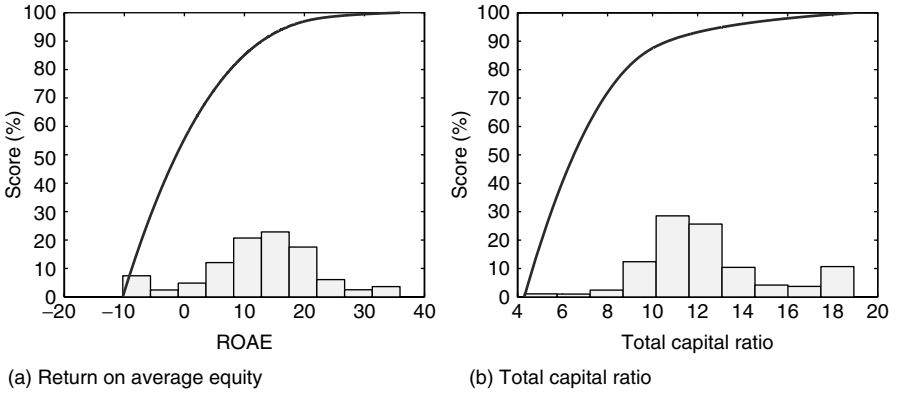 100
90
80
70
60
50
40
30
20
10
0
Score (%)
−20 −10 0 10 20 30 40
ROAE
(a) Return on average equity
100
90
80
70
60
50
40
30
20
10
0
Score (%)
4 6 8 10 12 14 16 18 20
Total capital ratio
(b) Total capital ratio